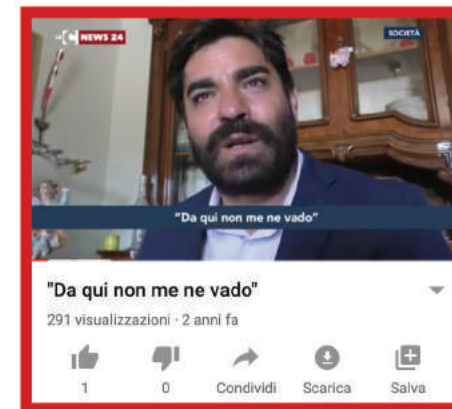 LaC NEWS 24
SOCIETÀ
"Da qui non me ne vado"
"Da qui non me ne vado"
291 visualizzazioni · 2 anni fa
1
0
Condividi
Scarica
Salva